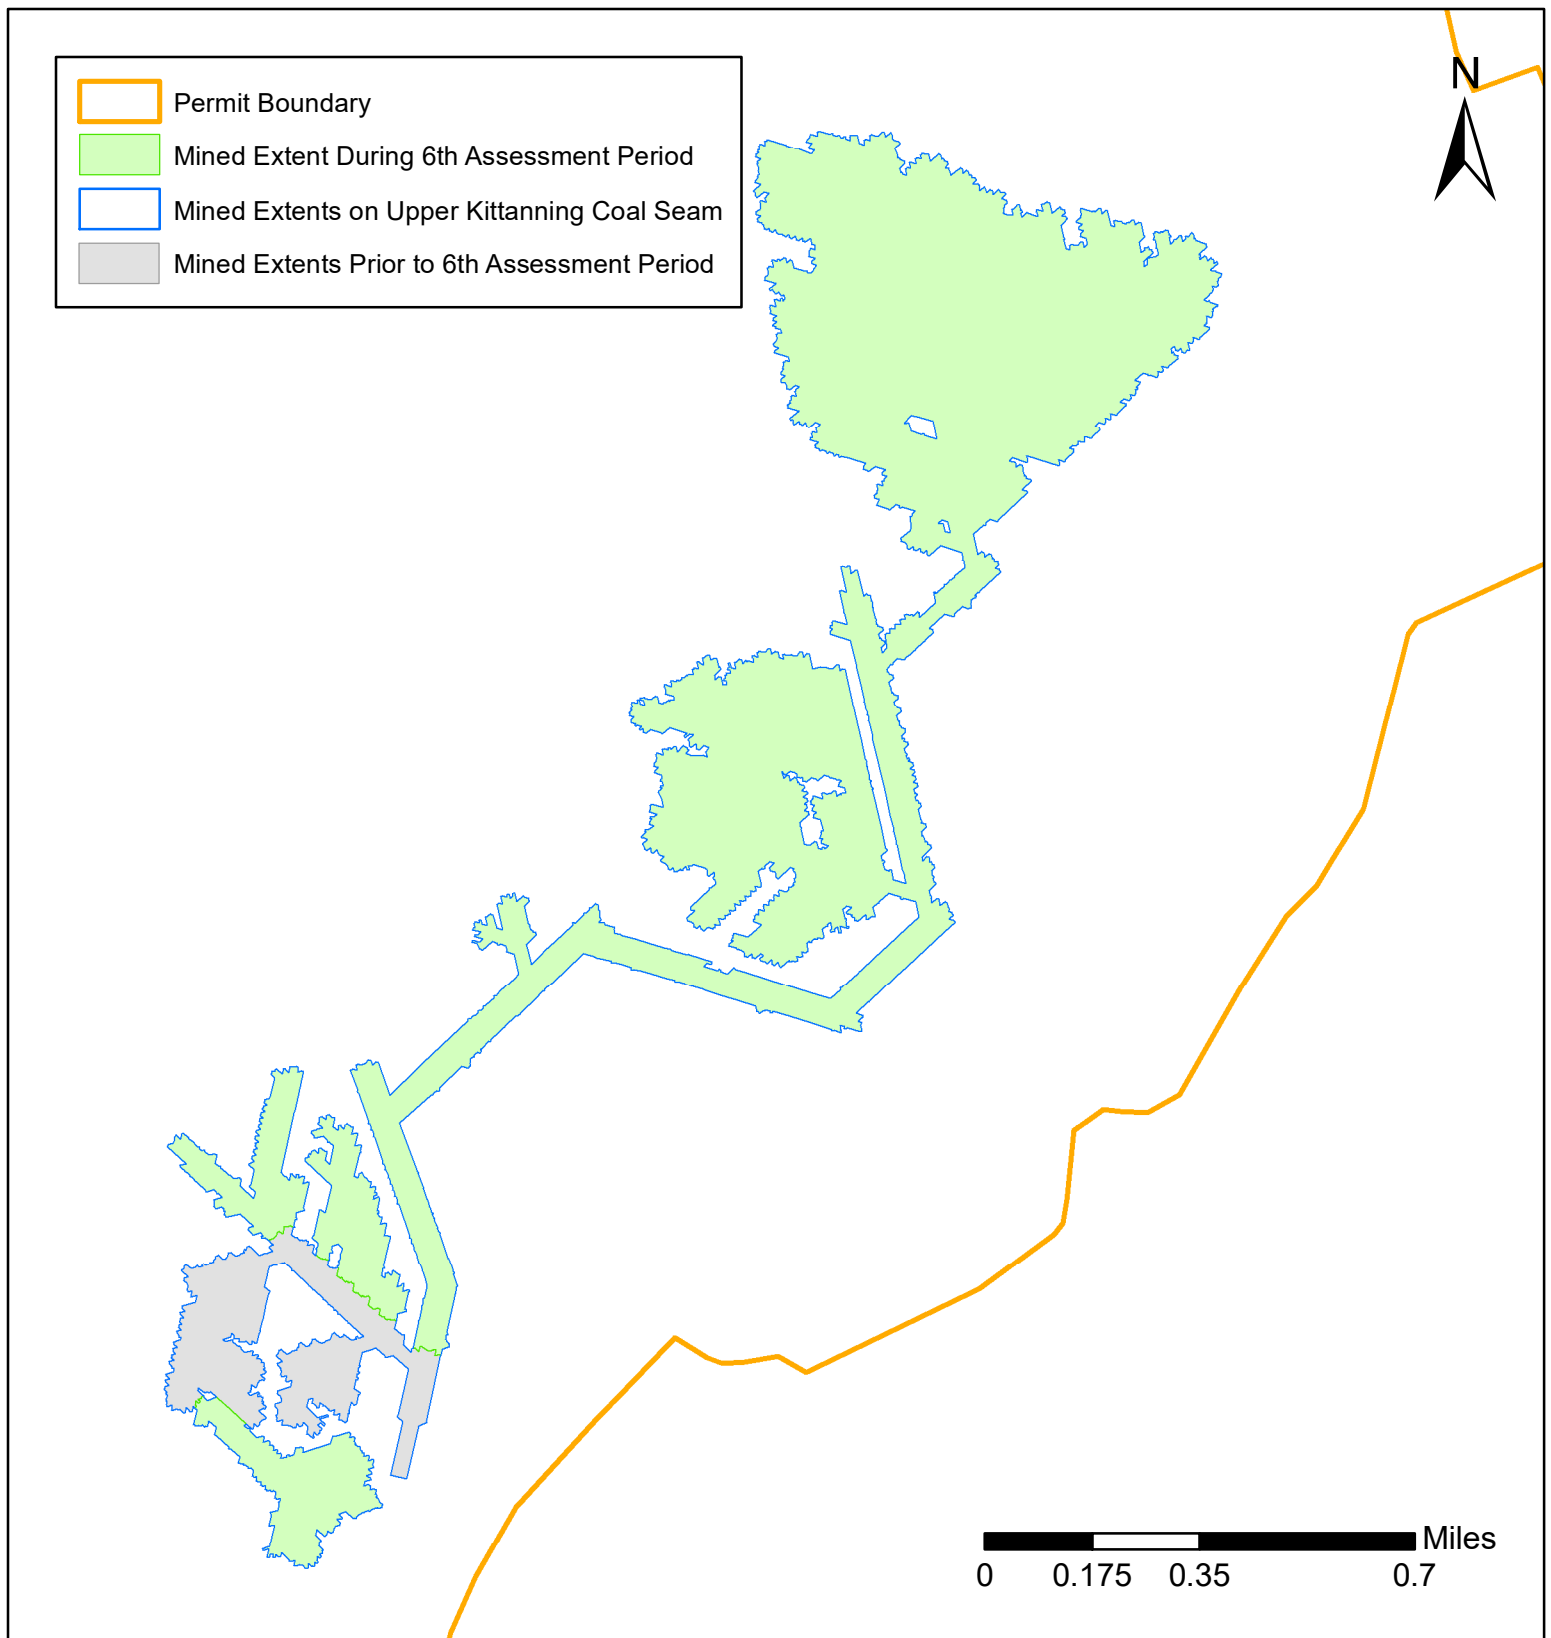 Permit Boundary
Mined Extent During 6th Assessment Period
Mined Extents on Upper Kittanning Coal Seam
Mined Extents Prior to 6th Assessment Period
N
Miles
0 0.175 0.35 0.7